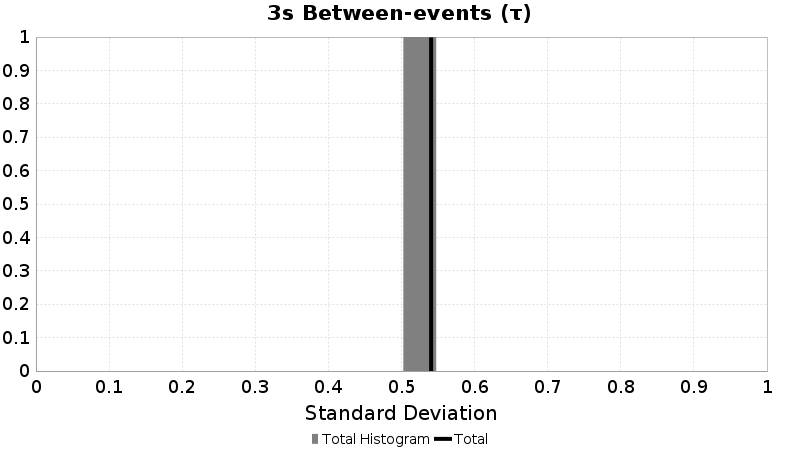 3s Between-events (τ)
1
0.9
0.8
0.7
0.6
0.5
0.4
0.3
0.2
0.1
0
0 0.1 0.2 0.3 0.4 0.5 0.6 0.7 0.8 0.9 1
Standard Deviation
Total Histogram Total